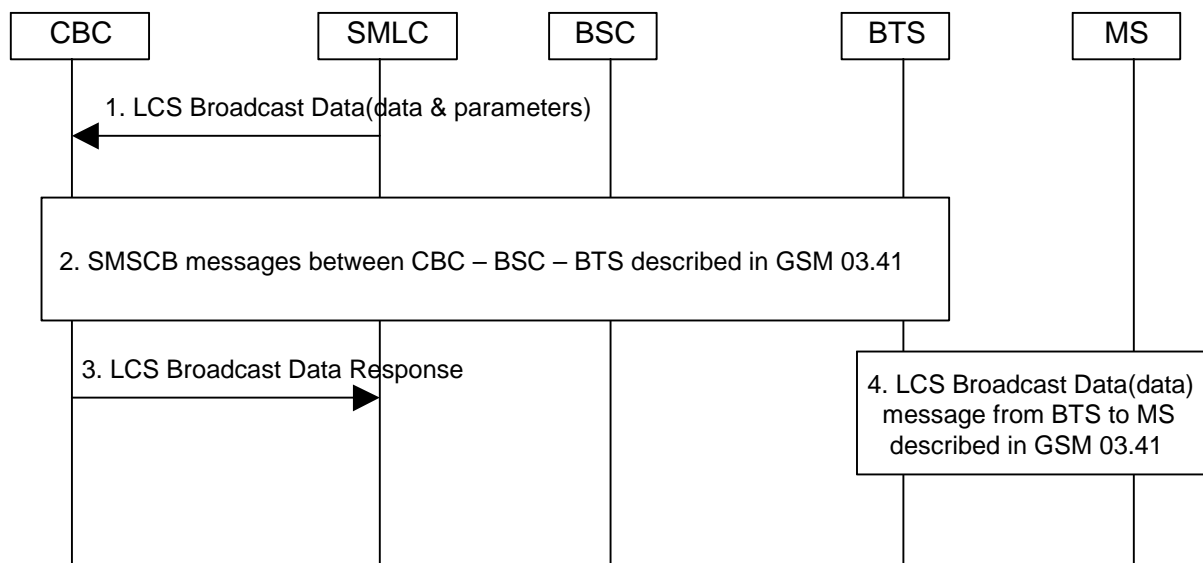 CBC
SMLC
BSC
BTS
MS
1. LCS Broadcast Data(data & parameters)
2. SMSCB messages between CBC – BSC – BTS described in GSM 03.41
3. LCS Broadcast Data Response
4. LCS Broadcast Data(data)
message from BTS to MS
described in GSM 03.41